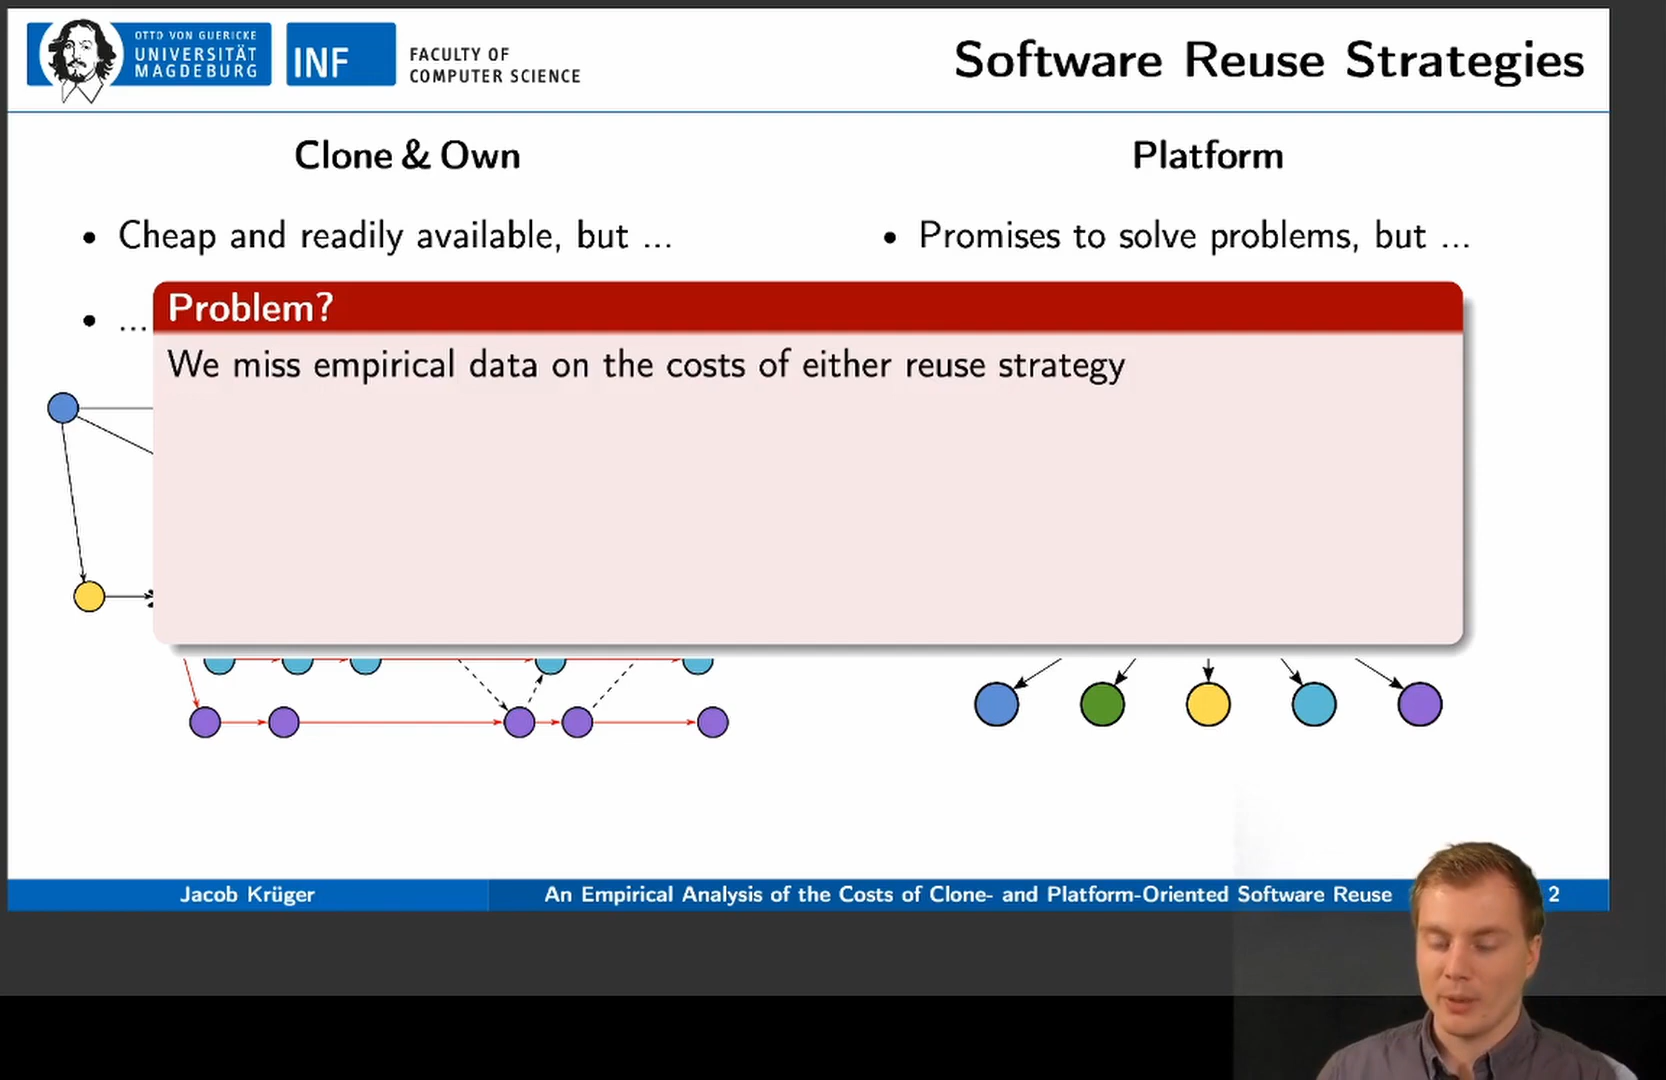 OTTO VON GUERICKE
UNIVERSITÄT
MAGDEBURG
INF
FACULTY OF
COMPUTER SCIENCE
Software Reuse Strategies
Clone & Own
Platform
• Cheap and readily available, but ...
• Promises to solve problems, but ...
• ...
Problem?
We miss empirical data on the costs of either reuse strategy
Jacob Krüger
An Empirical Analysis of the Costs of Clone- and Platform-Oriented Software Reuse
2